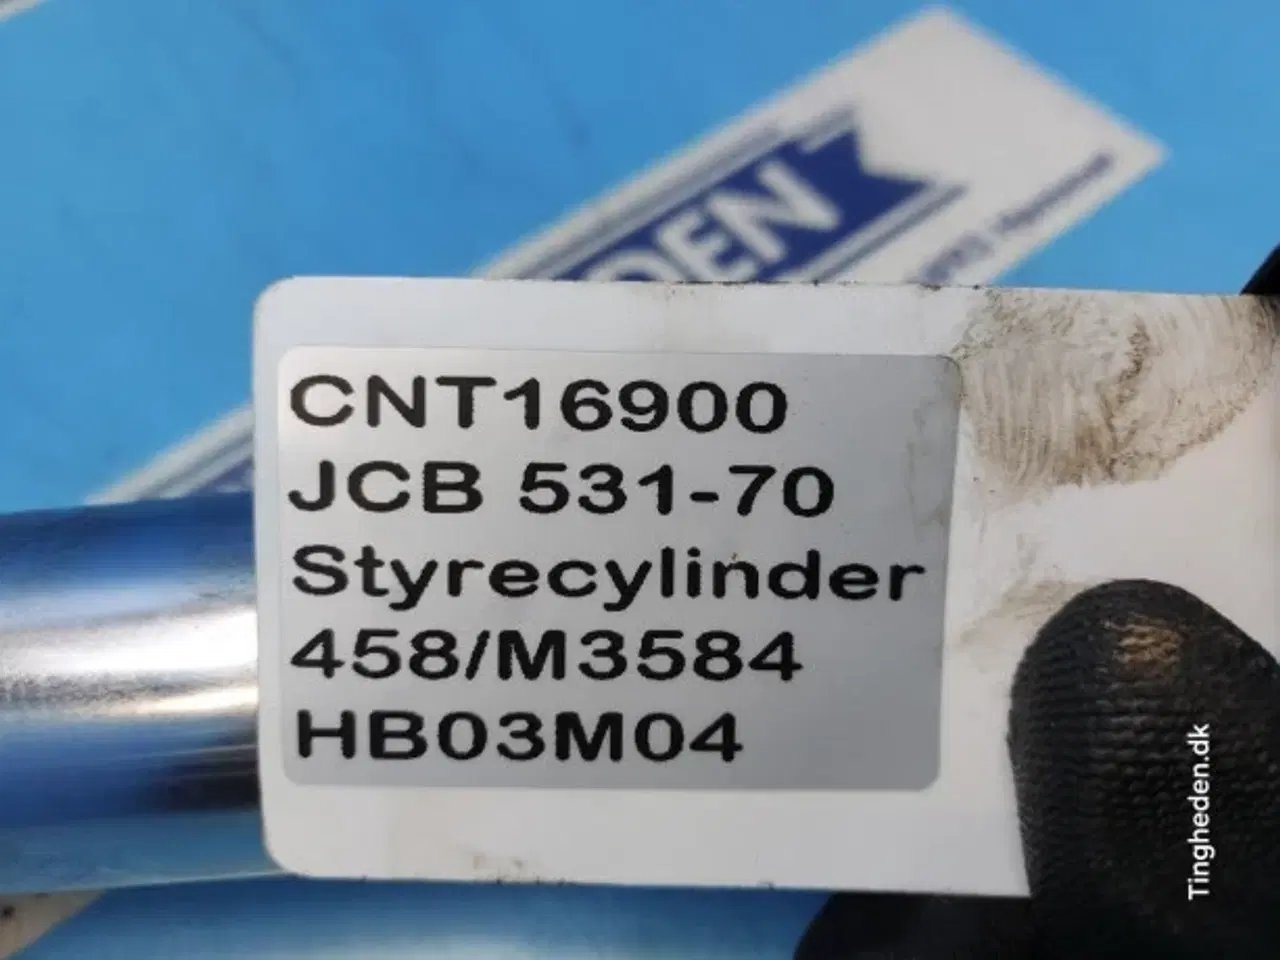 DEN
CNT16900
JCB 531-70
Styrecylinder
458/M3584
HB03M04
Tingheden.dk